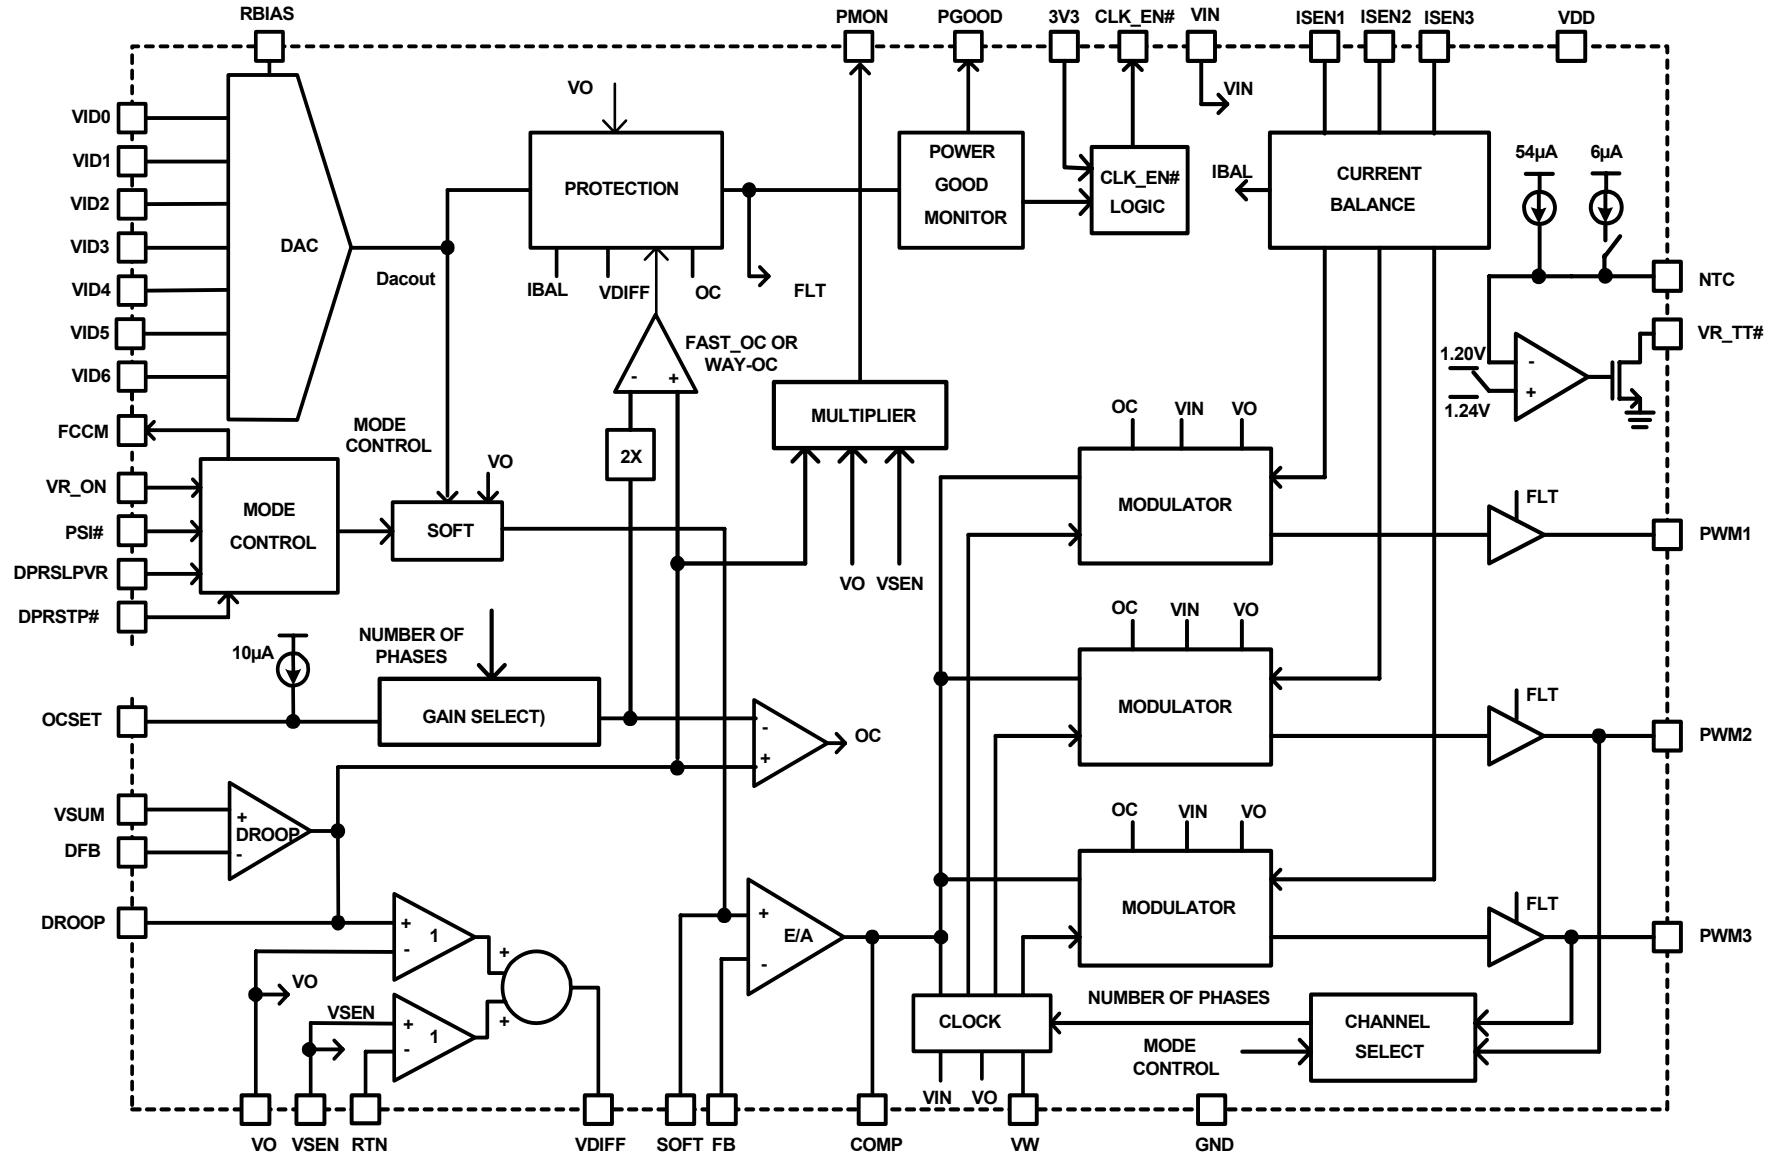 RBIAS
PMON
PGOOD
3V3
CLK_EN#
VIN
ISEN1
ISEN2
ISEN3
VDD
VID0
VID1
VID2
VID3
VID4
VID5
VID6
FCCM
VR_ON
PSI#
DPRSLPVR
DPRSTP#
OCSET
VSUM
DFB
DROOP
DAC
Dacout
VO
PROTECTION
IBAL
VDIFF
OC
FLT
POWER
GOOD
MONITOR
CLK_EN#
LOGIC
VIN
IBAL
CURRENT
BALANCE
54µA
6µA
NTC
VR_TT#
1.20V
1.24V
-
+
FAST_OC OR
WAY-OC
-
+
MULTIPLIER
VO
VSEN
2X
MODE
CONTROL
VO
MODE
CONTROL
SOFT
10µA
NUMBER OF
PHASES
GAIN SELECT)
-
+
OC
+
DROOP
-
+
1
-
VO
VSEN
+
1
-
+
+
+
E/A
-
OC
VIN
VO
MODULATOR
FLT
PWM1
OC
VIN
VO
MODULATOR
FLT
PWM2
OC
VIN
VO
MODULATOR
FLT
PWM3
CLOCK
NUMBER OF PHASES
CHANNEL
SELECT
MODE
CONTROL
VIN
VO
VO
VSEN
RTN
VDIFF
SOFT
FB
COMP
VW
GND